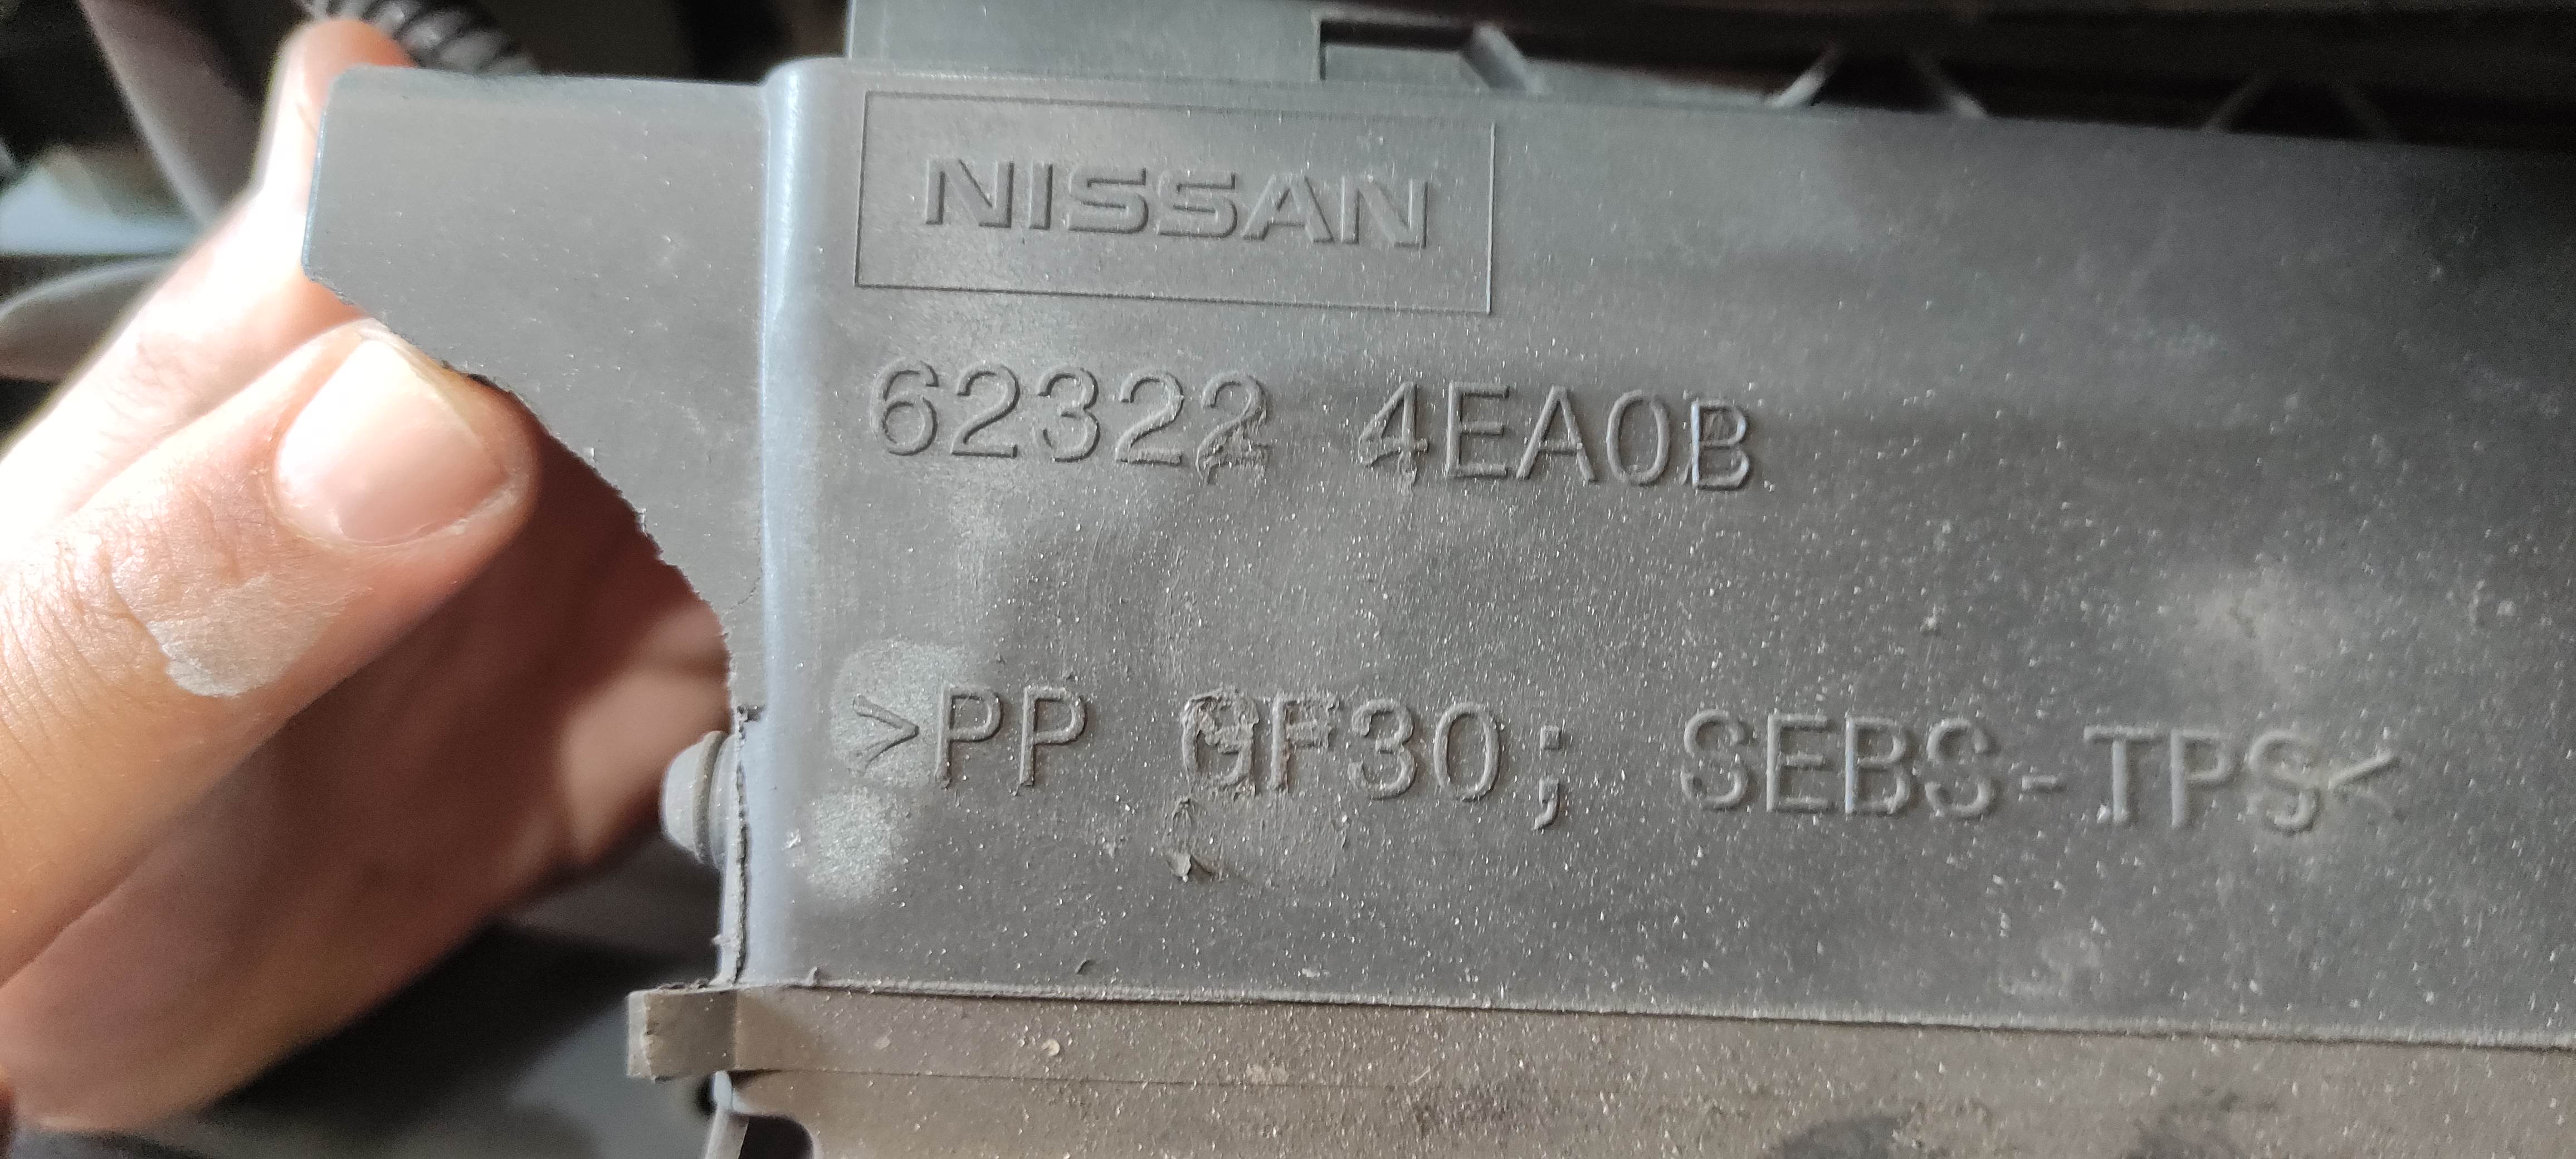 NISSAN
62322 4EA0B
>PP GF30; SEBS-TPS<